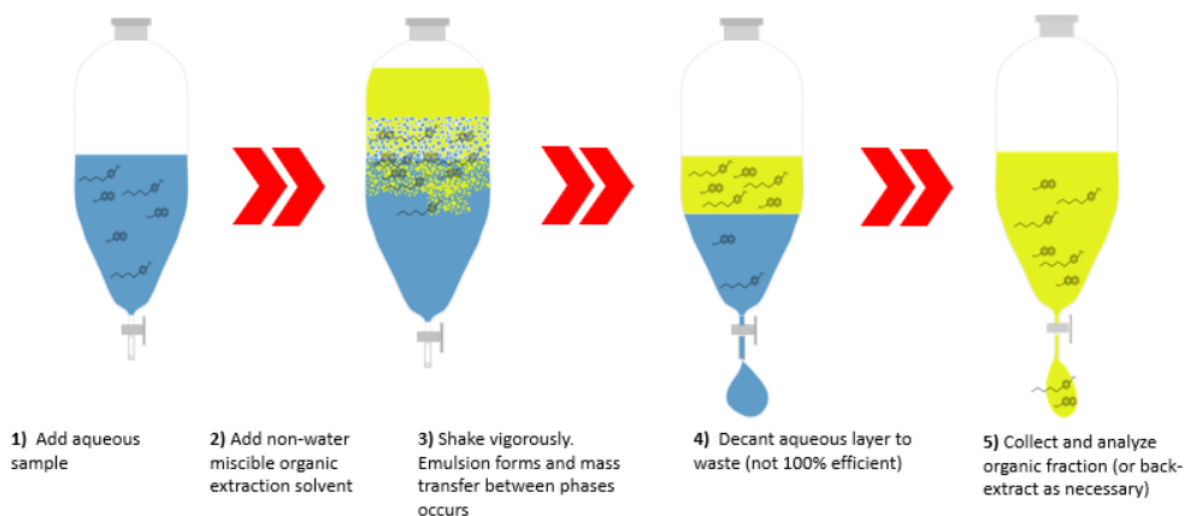 1) Add aqueous
sample
2) Add non-water
miscible organic
extraction solvent
3) Shake vigorously.
Emulsion forms and mass
transfer between phases
occurs
4) Decant aqueous layer to
waste (not 100% efficient)
5) Collect and analyze
organic fraction (or back-
extract as necessary)